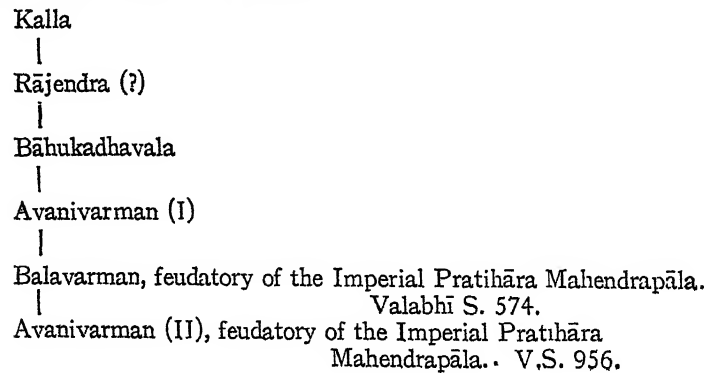 Kalla
Rājendra (?)
Bāhukadhavala
Avanivarman (I)
Balavarman, feudatory of the Imperial Pratihāra Mahendrapāla.
Valabhī S. 574.
Avanivarman (II), feudatory of the Imperial Pratıhāra
Mahendrapāla.. V.S. 956.